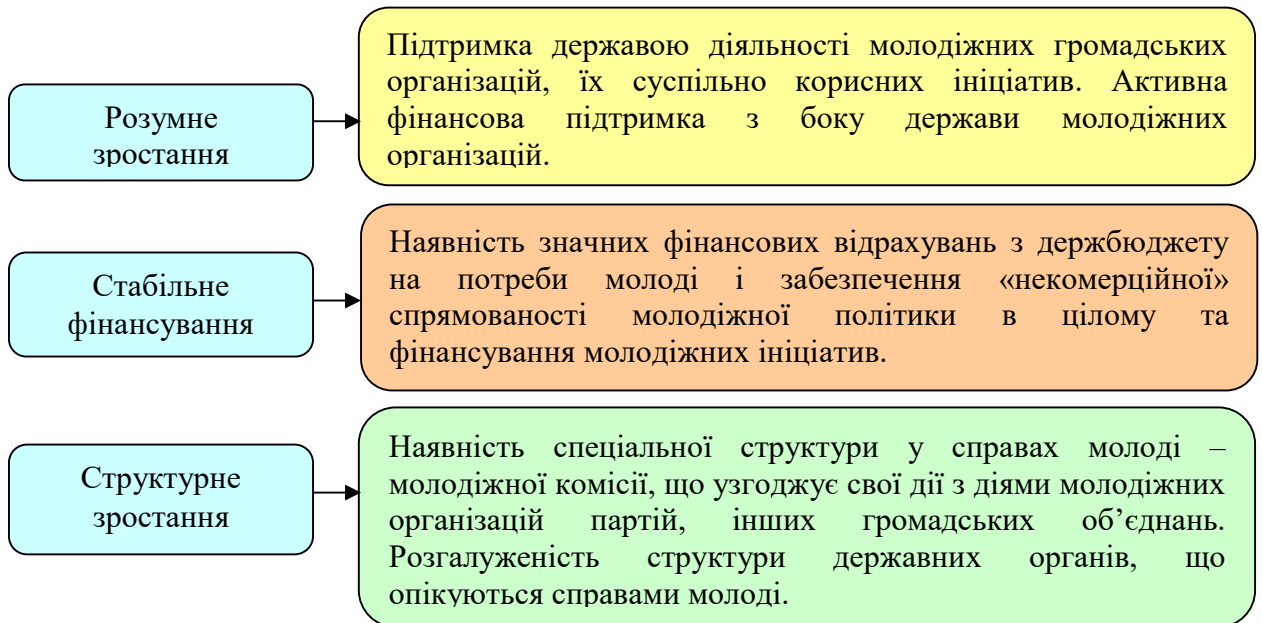 Розумне
зростання
Підтримка державою діяльності молодіжних громадських
організацій, їх суспільно корисних ініціатив. Активна
фінансова підтримка з боку держави молодіжних
організацій.
Стабільне
фінансування
Наявність значних фінансових відрахувань з держбюджету
на потреби молоді і забезпечення «некомерційної»
спрямованості молодіжної політики в цілому та
фінансування молодіжних ініціатив.
Структурне
зростання
Наявність спеціальної структури у справах молоді –
молодіжної комісії, що узгоджує свої дії з діями молодіжних
організацій партій, інших громадських об’єднань.
Розгалуженість структури державних органів, що
опікуються справами молоді.